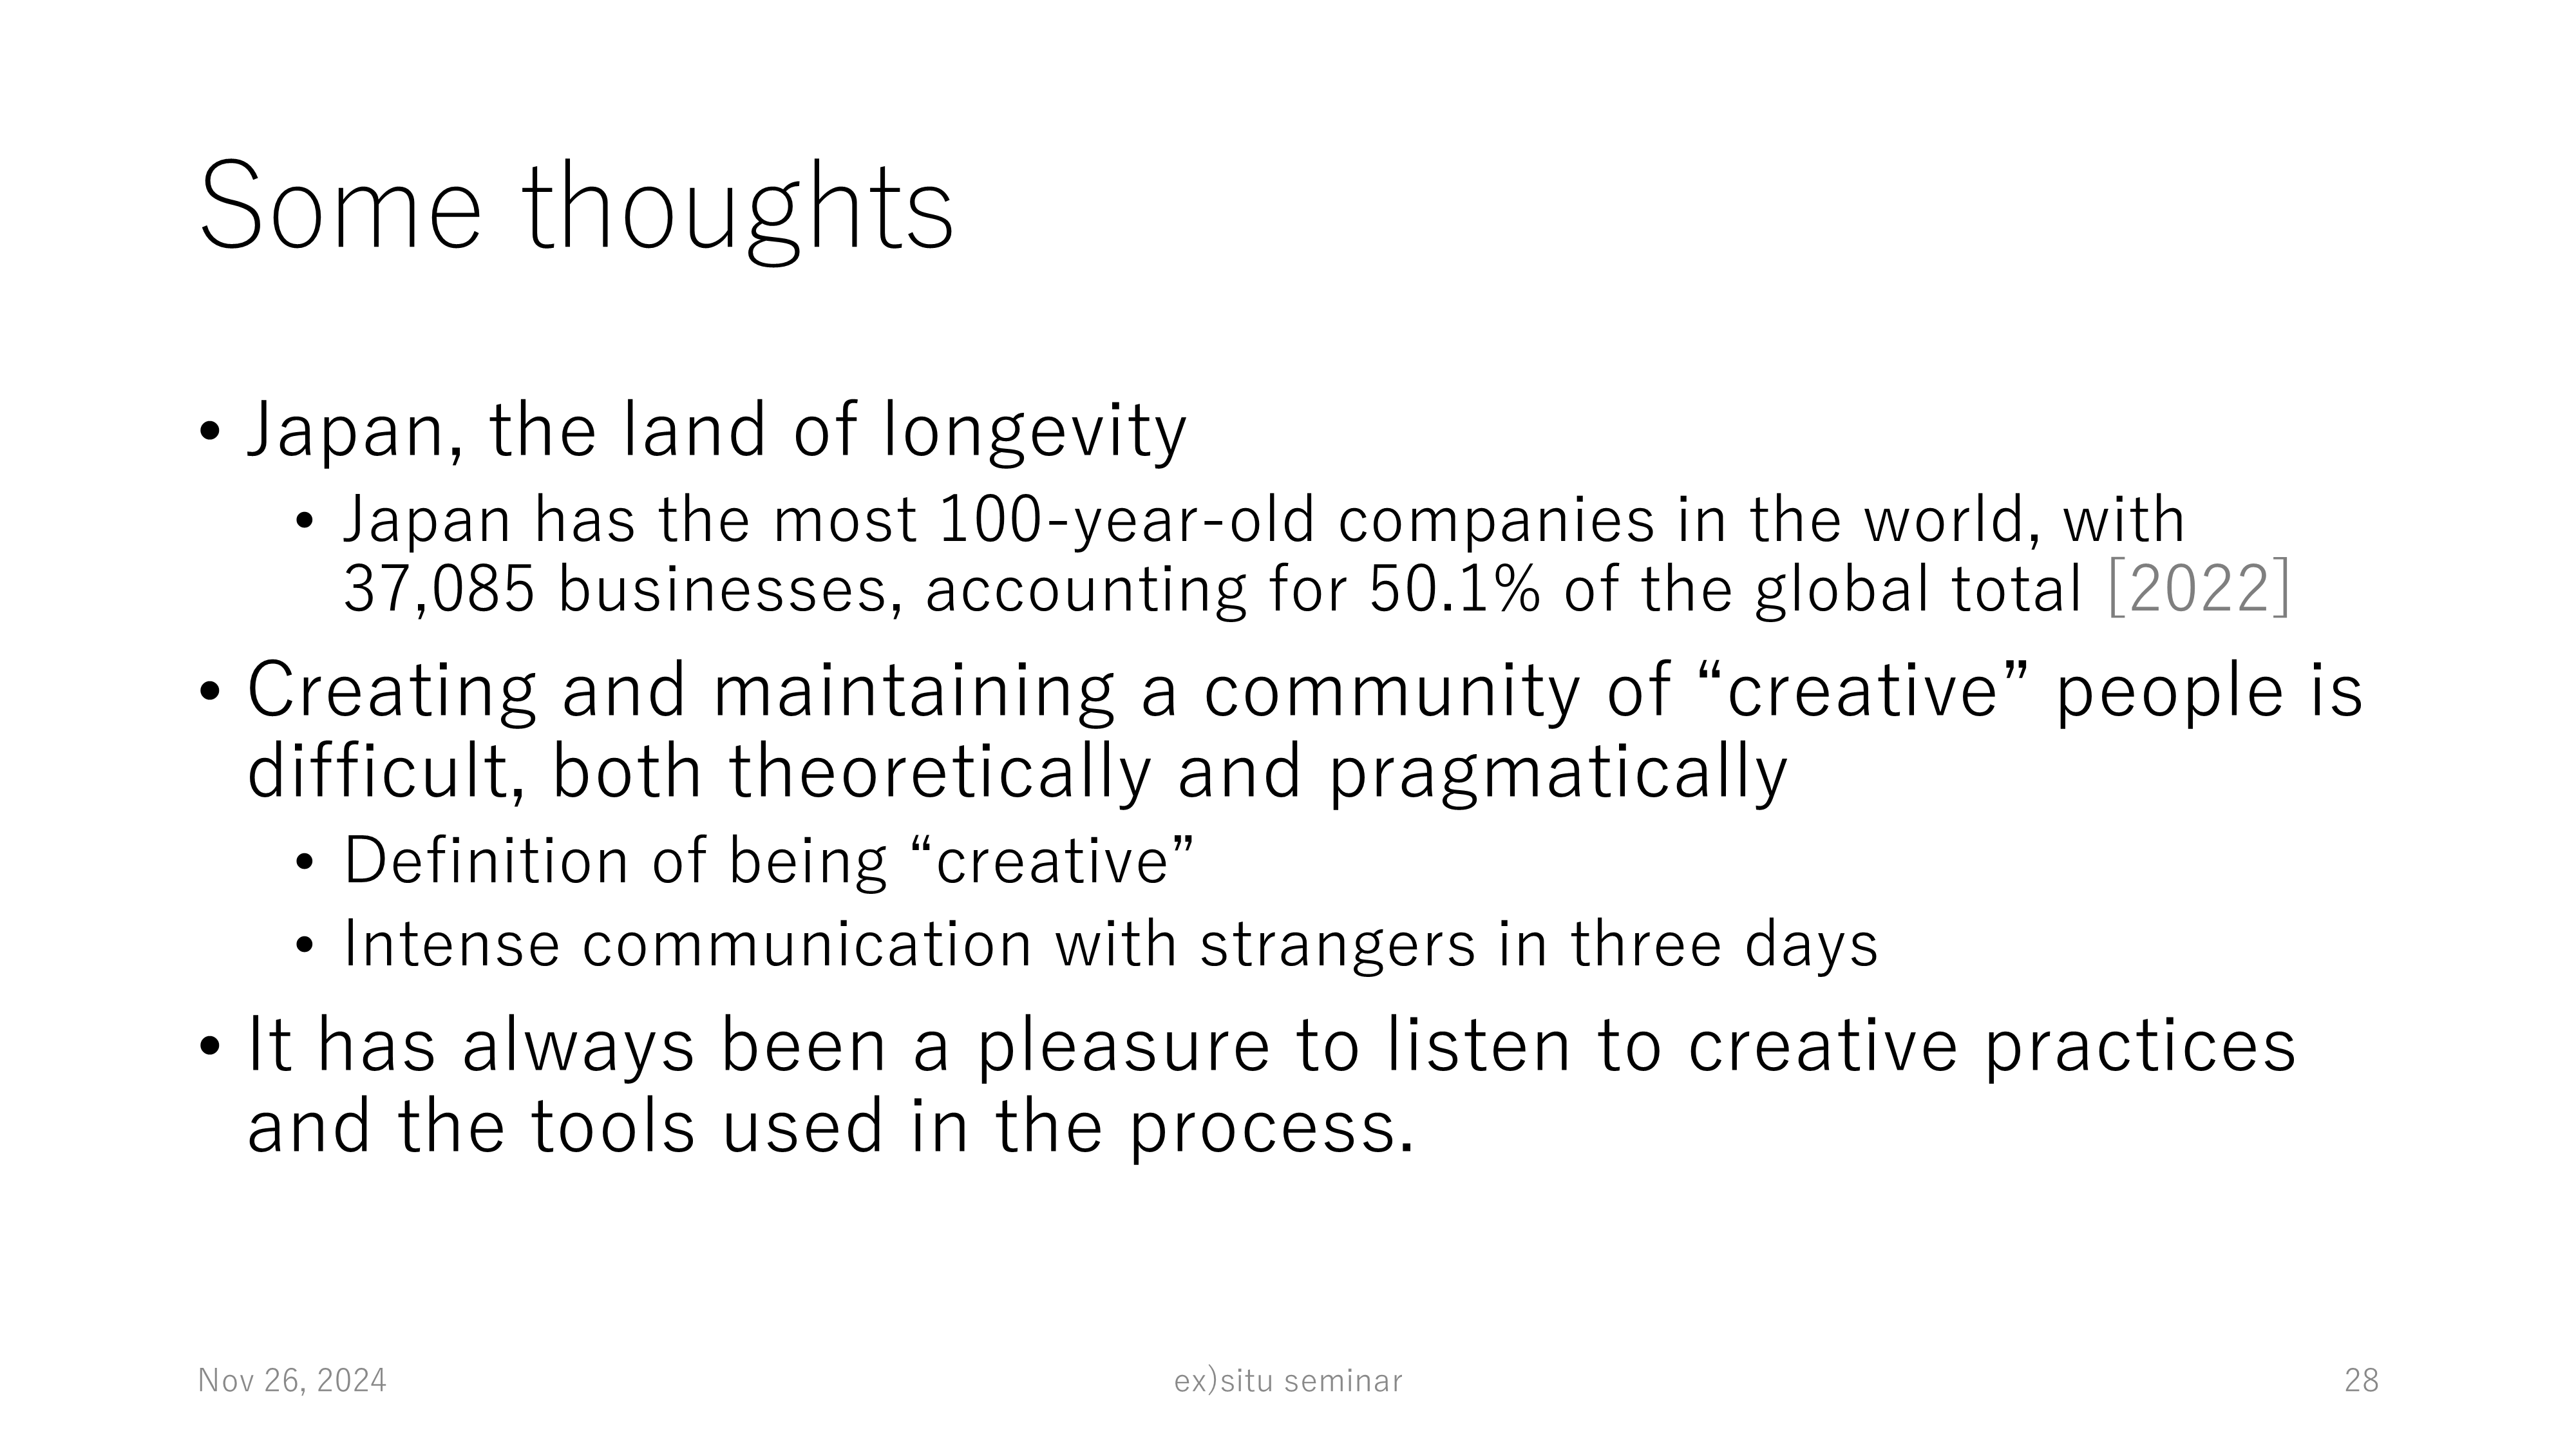 Some thoughts
• Japan, the land of longevity
• Japan has the most 100-year-old companies in the world, with
37,085 businesses, accounting for 50.1% of the global total [2022]
• Creating and maintaining a community of “creative” people is
difficult, both theoretically and pragmatically
• Definition of being “creative”
• Intense communication with strangers in three days
• It has always been a pleasure to listen to creative practices
and the tools used in the process.
Nov 26, 2024
ex)situ seminar
28